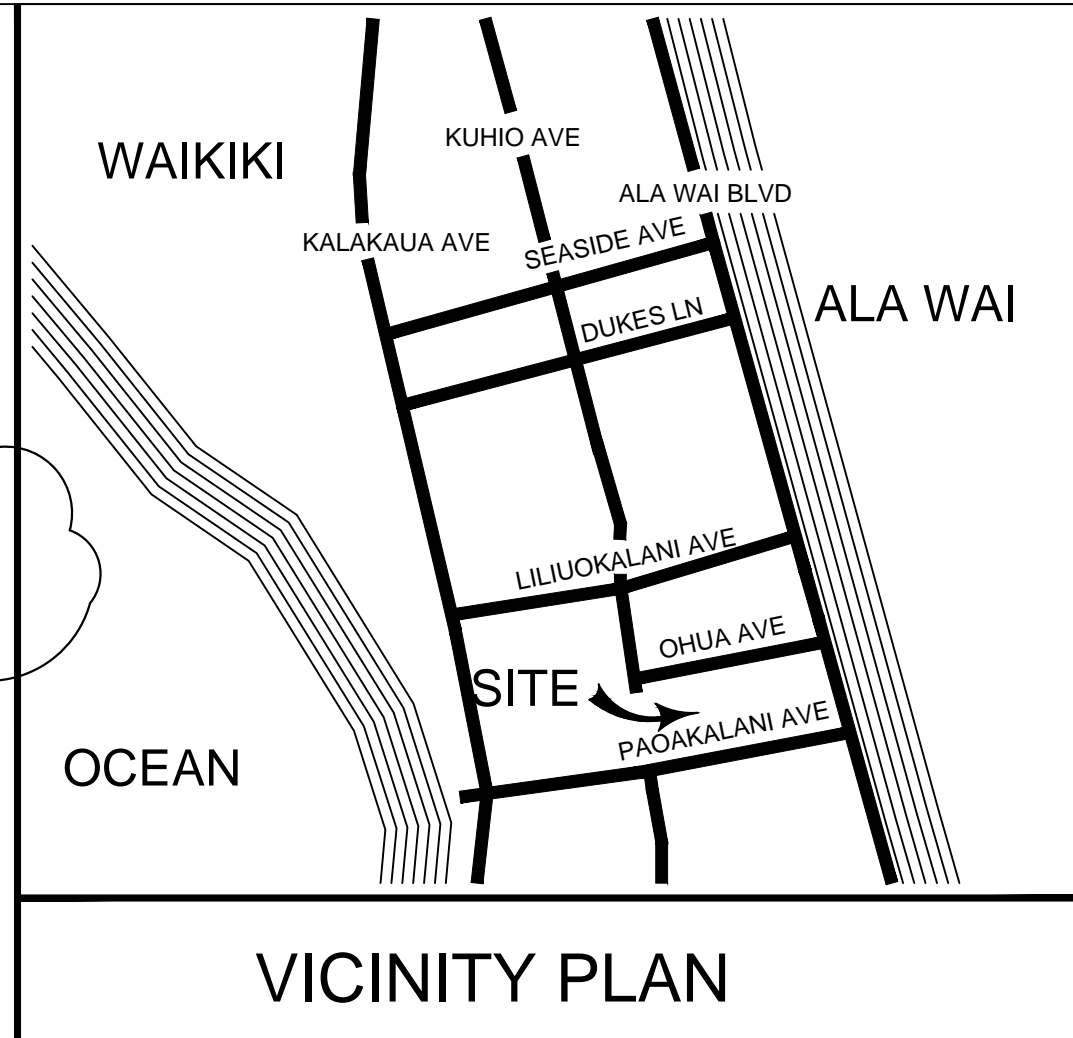 KUHIO AVE
WAIKIKI
ALA WAI BLVD
KALAKAUA AVE
SEASIDE AVE
ALA WAI
DUKES LN
LILIUOKALANI AVE
OHUA AVE
SITE
PAOAKALANI AVE
OCEAN
VICINITY PLAN